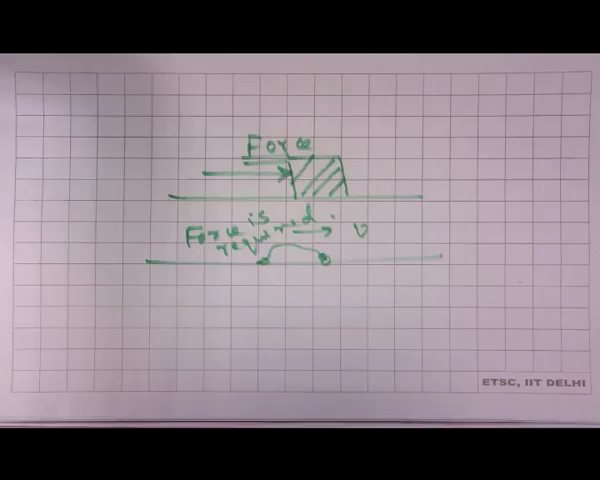 Force
Force is
required.
v
ETSC, IIT DELHI